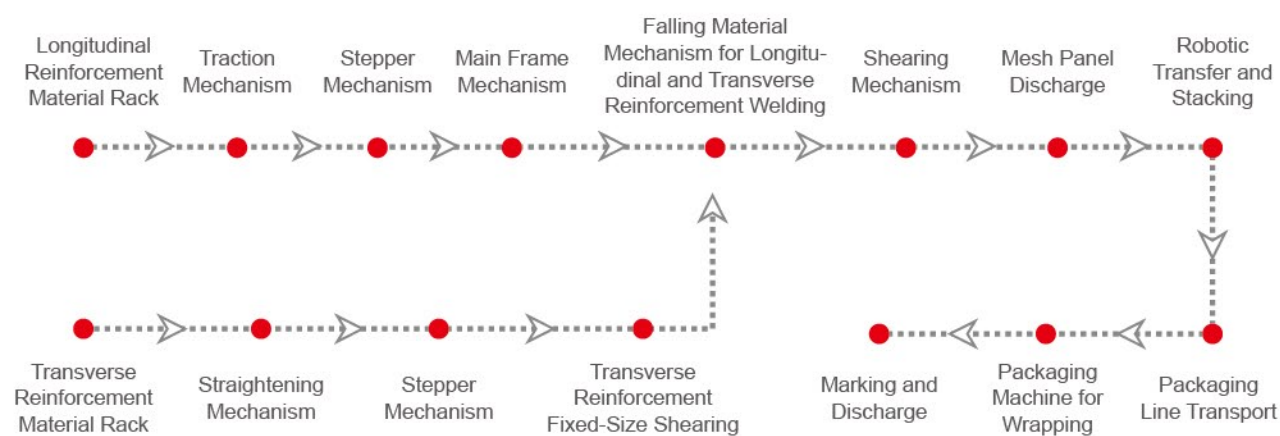 Longitudinal
Reinforcement
Material Rack
Traction
Mechanism
Stepper
Mechanism
Main Frame
Mechanism
Falling Material
Mechanism for Longitu-
dinal and Transverse
Reinforcement Welding
Shearing
Mechanism
Mesh Panel
Discharge
Robotic
Transfer and
Stacking
Transverse
Reinforcement
Material Rack
Straightening
Mechanism
Stepper
Mechanism
Transverse
Reinforcement
Fixed-Size Shearing
Marking and
Discharge
Packaging
Machine for
Wrapping
Packaging
Line Transport